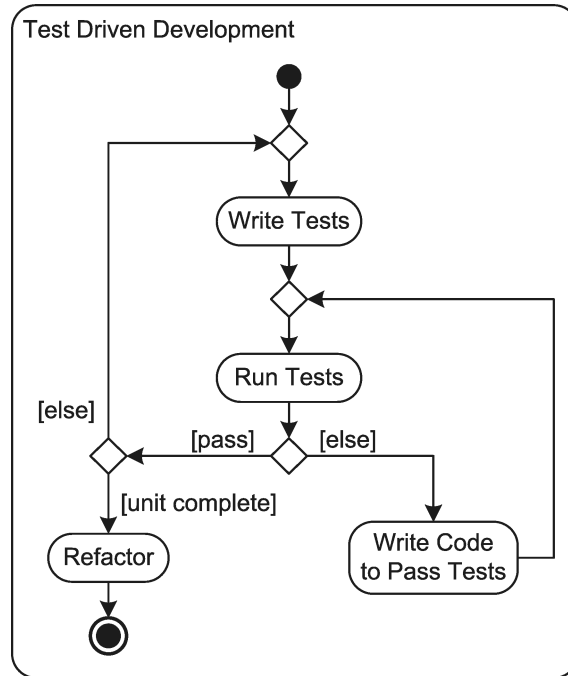 Test Driven Development
Write Tests
Run Tests
[else]
[pass]
[else]
[unit complete]
Refactor
Write Code
to Pass Tests